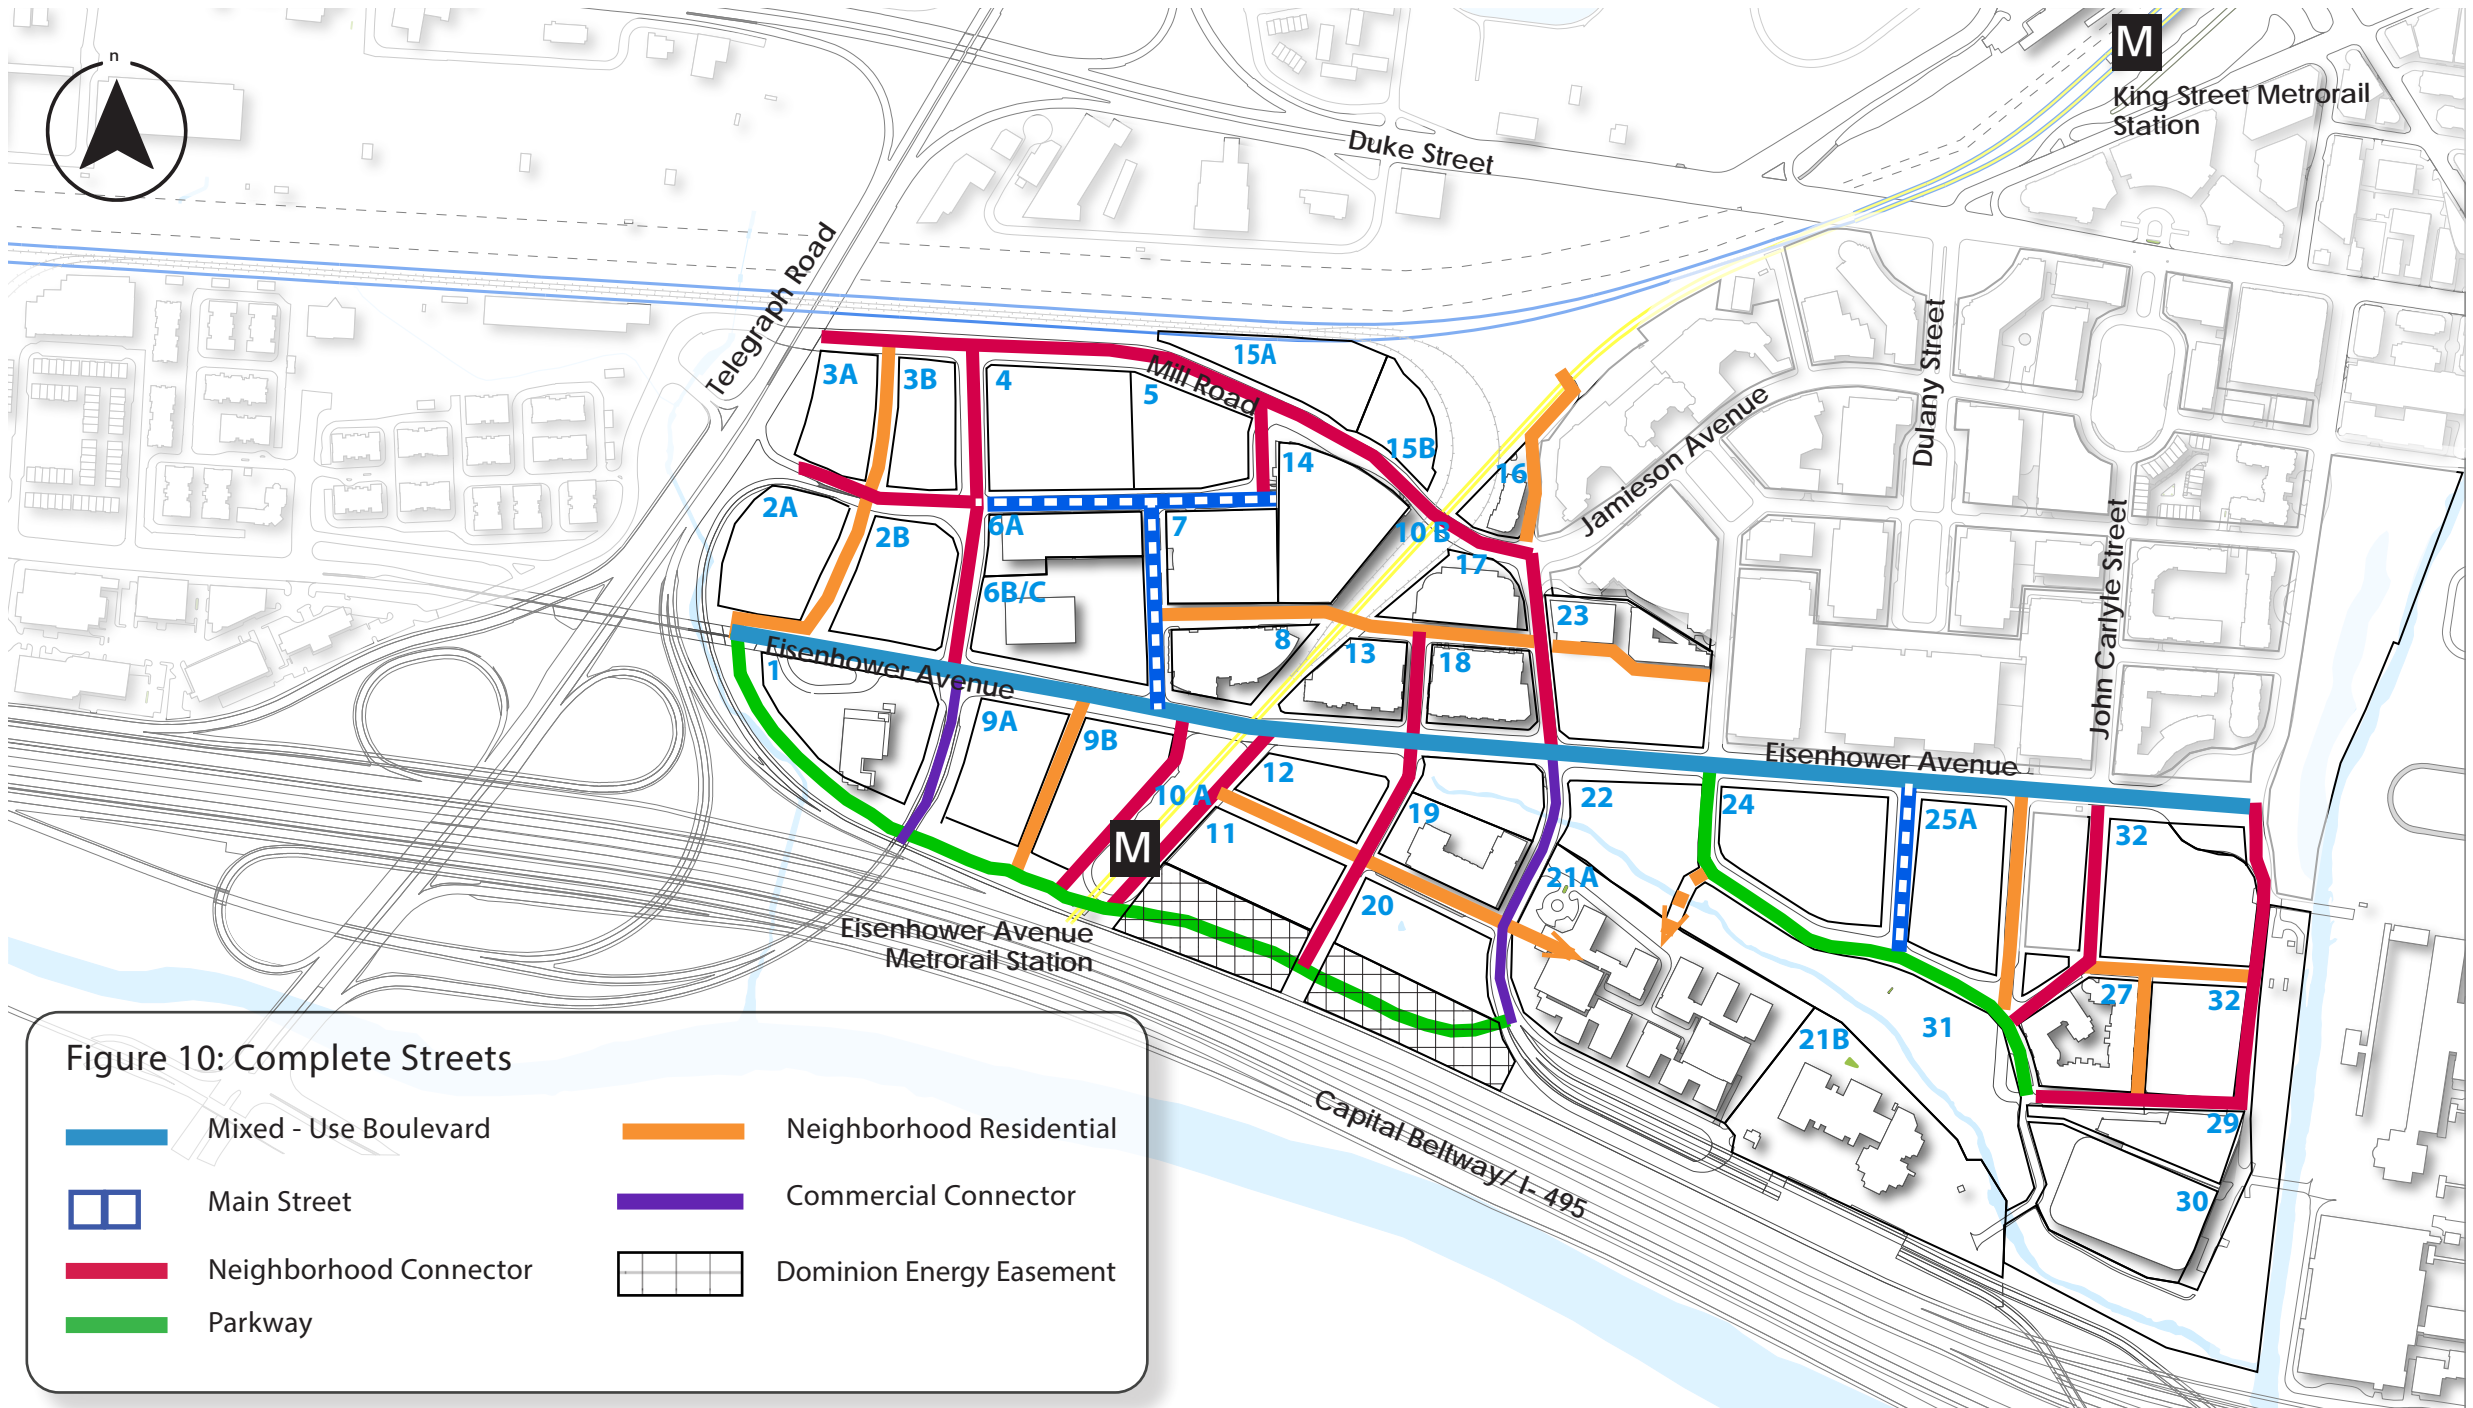 M
King Street Metrorail
Station
n
Duke Street
Telegraph Road
Mill Road
Jamieson Avenue
Dulany Street
John Carlyle Street
15A
3A
3B
4
5
15B
14
16
2A
6A
7
10 B
2B
17
6B/C
23
8
13
18
1
Eisenhower Avenue
9A
9B
Eisenhower Avenue
12
10 A
22
24
19
11
25A
32
M
21A
20
Eisenhower Avenue
Metrorail Station
27
32
31
21B
29
30
Capital Beltway/ I- 495
Figure 10: Complete Streets
Mixed - Use Boulevard
Neighborhood Residential
Main Street
Commercial Connector
Neighborhood Connector
Dominion Energy Easement
Parkway